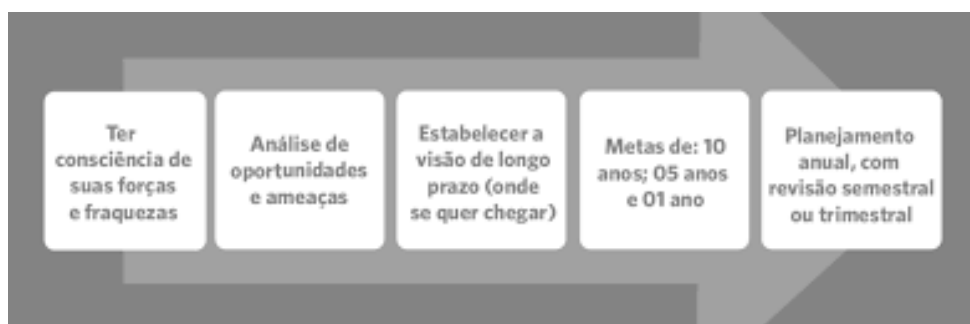 Ter
consciência de
suas forças
e fraquezas
Análise de
oportunidades
e ameaças
Estabelecer a
visão de longo
prazo (onde
se quer chegar)
Metas de: 10
anos; 05 anos
e 01 ano
Planejamento
anual, com
revisão semestral
ou trimestral